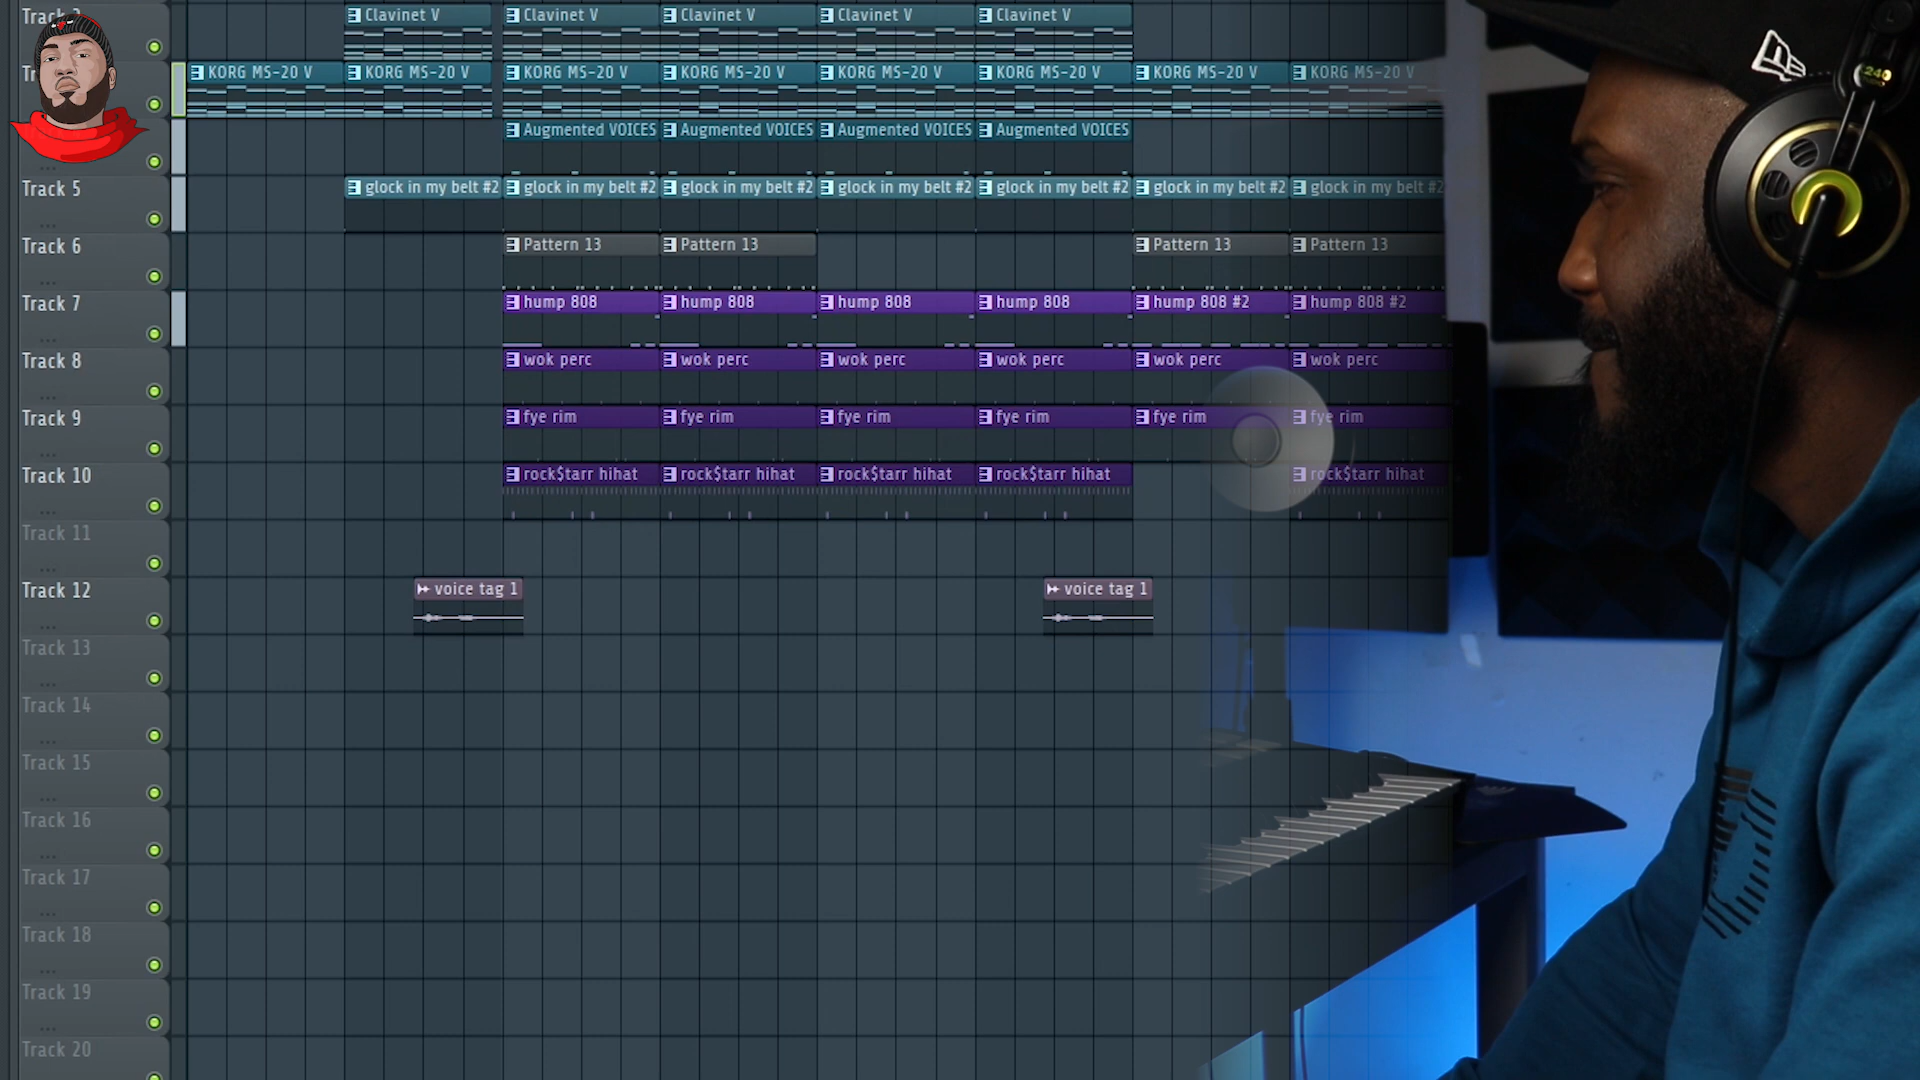 Clavinet V Clavinet V Clavinet V Clavinet V Clavinet V
KORG MS-20 V KORG MS-20 V KORG MS-20 V KORG MS-20 V KORG MS-20 V KORG MS-20 V KORG MS-20 V KORG MS-20 V
Augmented VOICES Augmented VOICES Augmented VOICES Augmented VOICES
Track 5 glock in my belt #2 glock in my belt #2 glock in my belt #2 glock in my belt #2 glock in my belt #2 glock in my belt #2 glock in my belt #2
Track 6 Pattern 13 Pattern 13 Pattern 13 Pattern 13
Track 7 hump 808 hump 808 hump 808 hump 808 hump 808 #2 hump 808 #2
Track 8 wok perc wok perc wok perc wok perc wok perc wok perc
Track 9 fye rim fye rim fye rim fye rim fye rim fye rim
Track 10 rock$tarr hihat rock$tarr hihat rock$tarr hihat rock$tarr hihat rock$tarr hihat
Track 11
Track 12 voice tag 1 voice tag 1
Track 13
Track 14
Track 15
Track 16
Track 17
Track 18
Track 19
Track 20
240